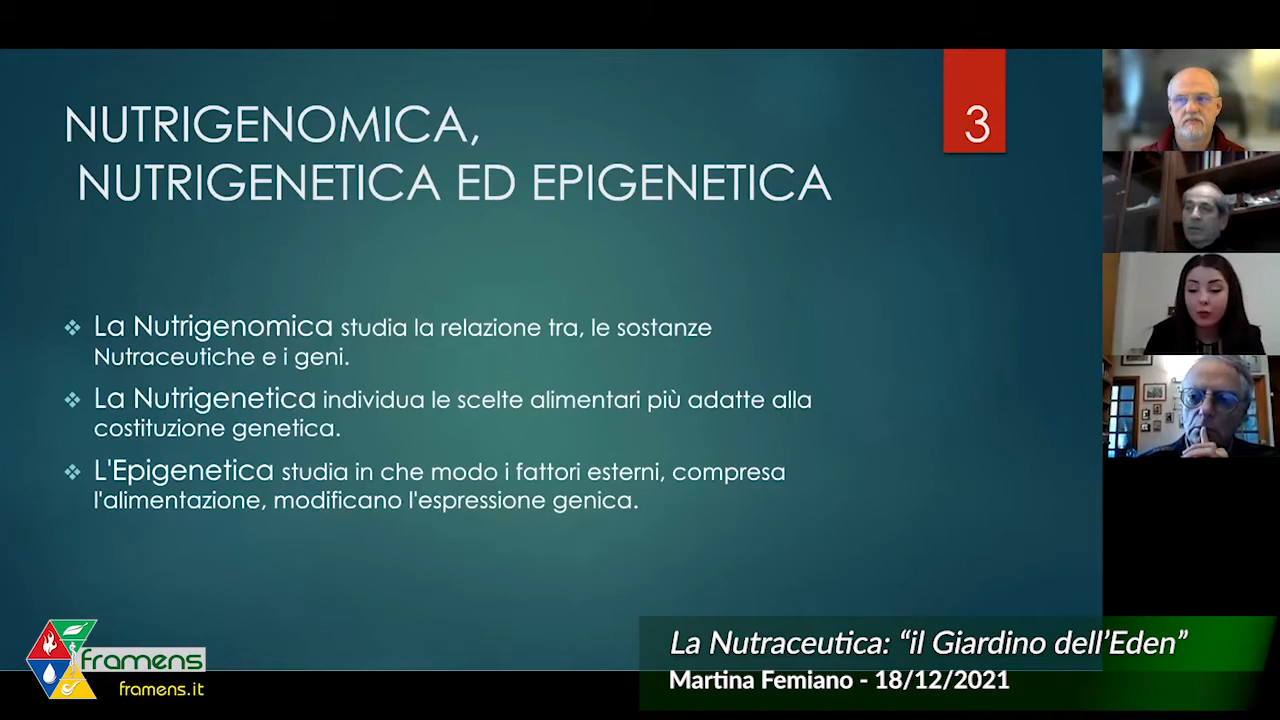 NUTRIGENOMICA,
NUTRIGENETICA ED EPIGENETICA
3
❖ La Nutrigenomica studia la relazione tra, le sostanze
Nutraceutiche e i geni.
❖ La Nutrigenetica individua le scelte alimentari più adatte alla
costituzione genetica.
❖ L'Epigenetica studia in che modo i fattori esterni, compresa
l'alimentazione, modificano l'espressione genica.
framens
framens.it
La Nutraceutica: “il Giardino dell’Eden”
Martina Femiano - 18/12/2021